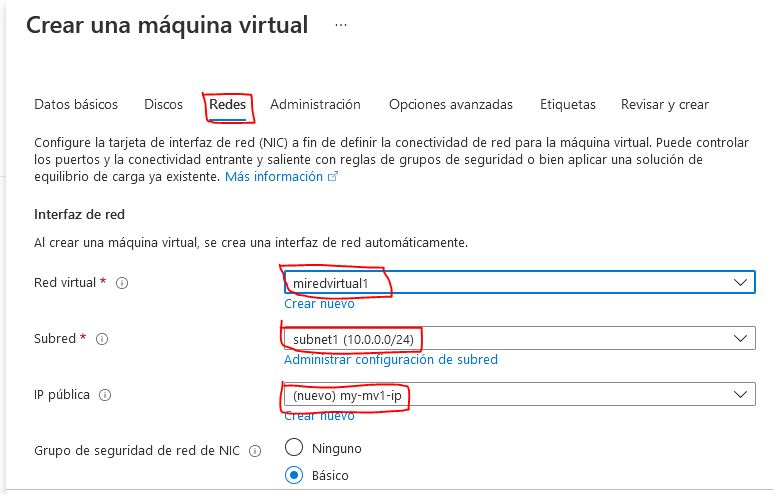 Crear una máquina virtual ...
Datos básicos Discos Redes Administración Opciones avanzadas Etiquetas Revisar y crear
Configure la tarjeta de interfaz de red (NIC) a fin de definir la conectividad de red para la máquina virtual. Puede controlar
los puertos y la conectividad entrante y saliente con reglas de grupos de seguridad o bien aplicar una solución de
equilibrio de carga ya existente. Más información
Interfaz de red
Al crear una máquina virtual, se crea una interfaz de red automáticamente.
Red virtual * miredvirtual1
Crear nuevo
Subred * subnet1 (10.0.0.0/24)
Administrar configuración de subred
IP pública (nuevo) my-mv1-ip
Crear nuevo
Grupo de seguridad de red de NIC Ninguno
Básico